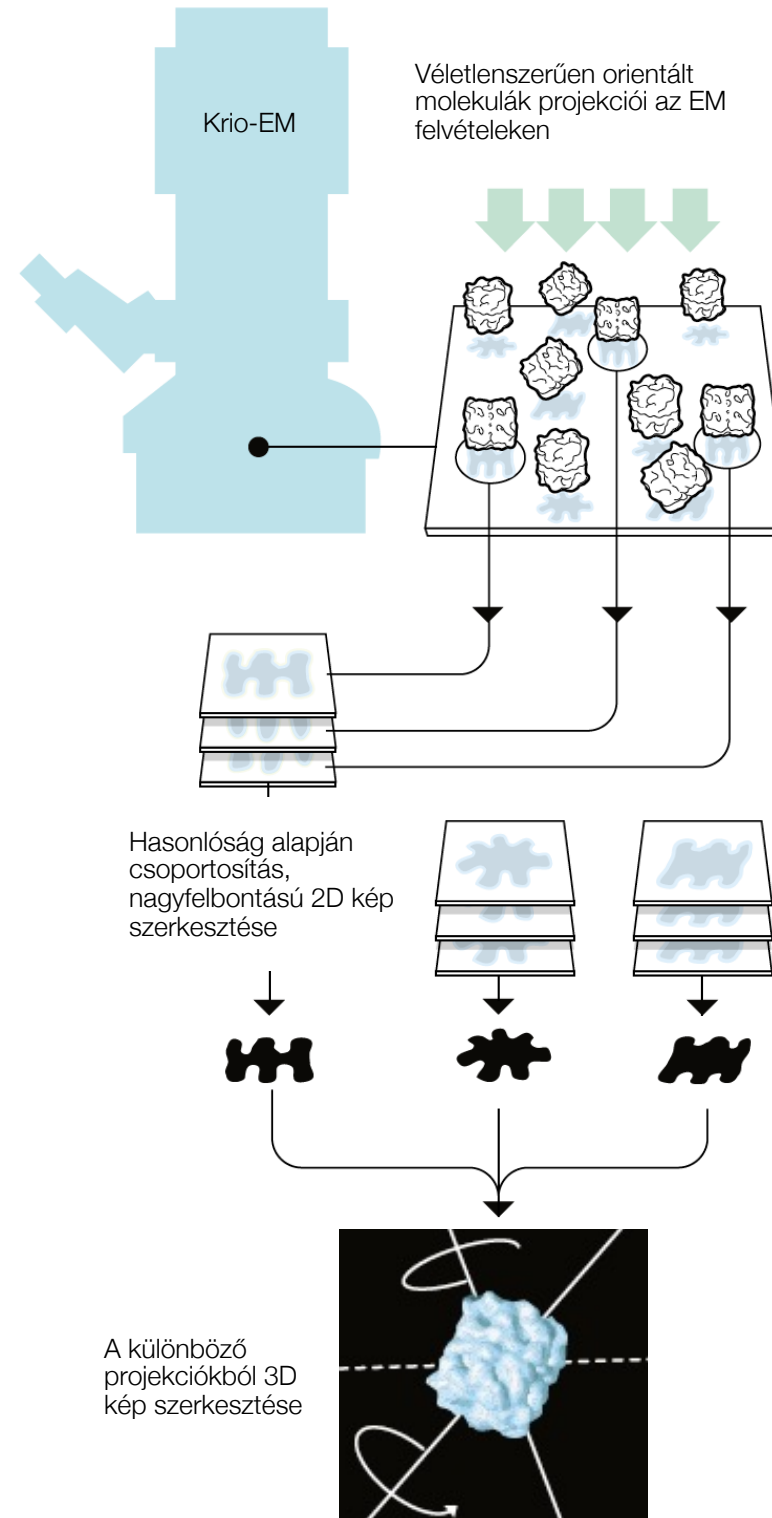 Krio-EM
Véletlenszerűen orientált
molekulák projekciói az EM
felvételeken
Hasonlóság alapján
csoportosítás,
nagyfelbontású 2D kép
szerkesztése
A különböző
projekciókból 3D
kép szerkesztése